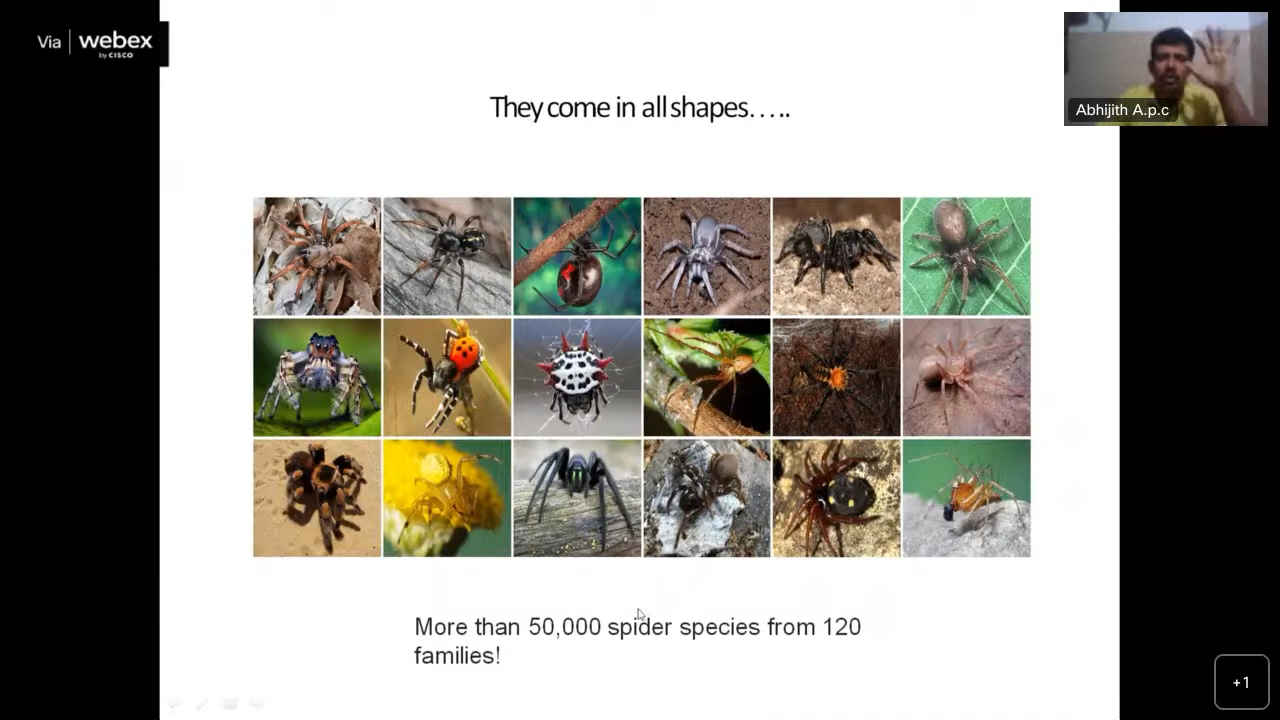 Via webex
by CISCO
Abhijith A.p.c
They come in all shapes.....
More than 50,000 spider species from 120
families!
+1